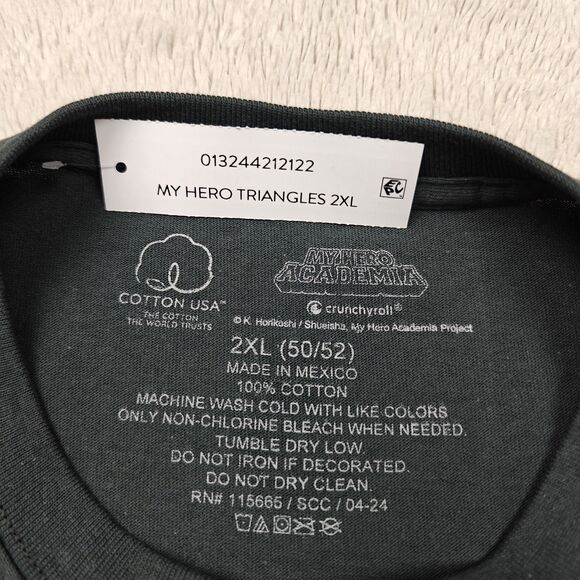 013244212122
MY HERO TRIANGLES 2XL
MY HERO
ACADEMIA
COTTON USA™
THE COTTON
THE WORLD TRUSTS
crunchyroll®
© K. Horikoshi / Shueisha, My Hero Academia Project
2XL (50/52)
MADE IN MEXICO
100% COTTON
MACHINE WASH COLD WITH LIKE COLORS
ONLY NON-CHLORINE BLEACH WHEN NEEDED.
TUMBLE DRY LOW.
DO NOT IRON IF DECORATED.
DO NOT DRY CLEAN.
RN# 115665 / SCC / 04-24